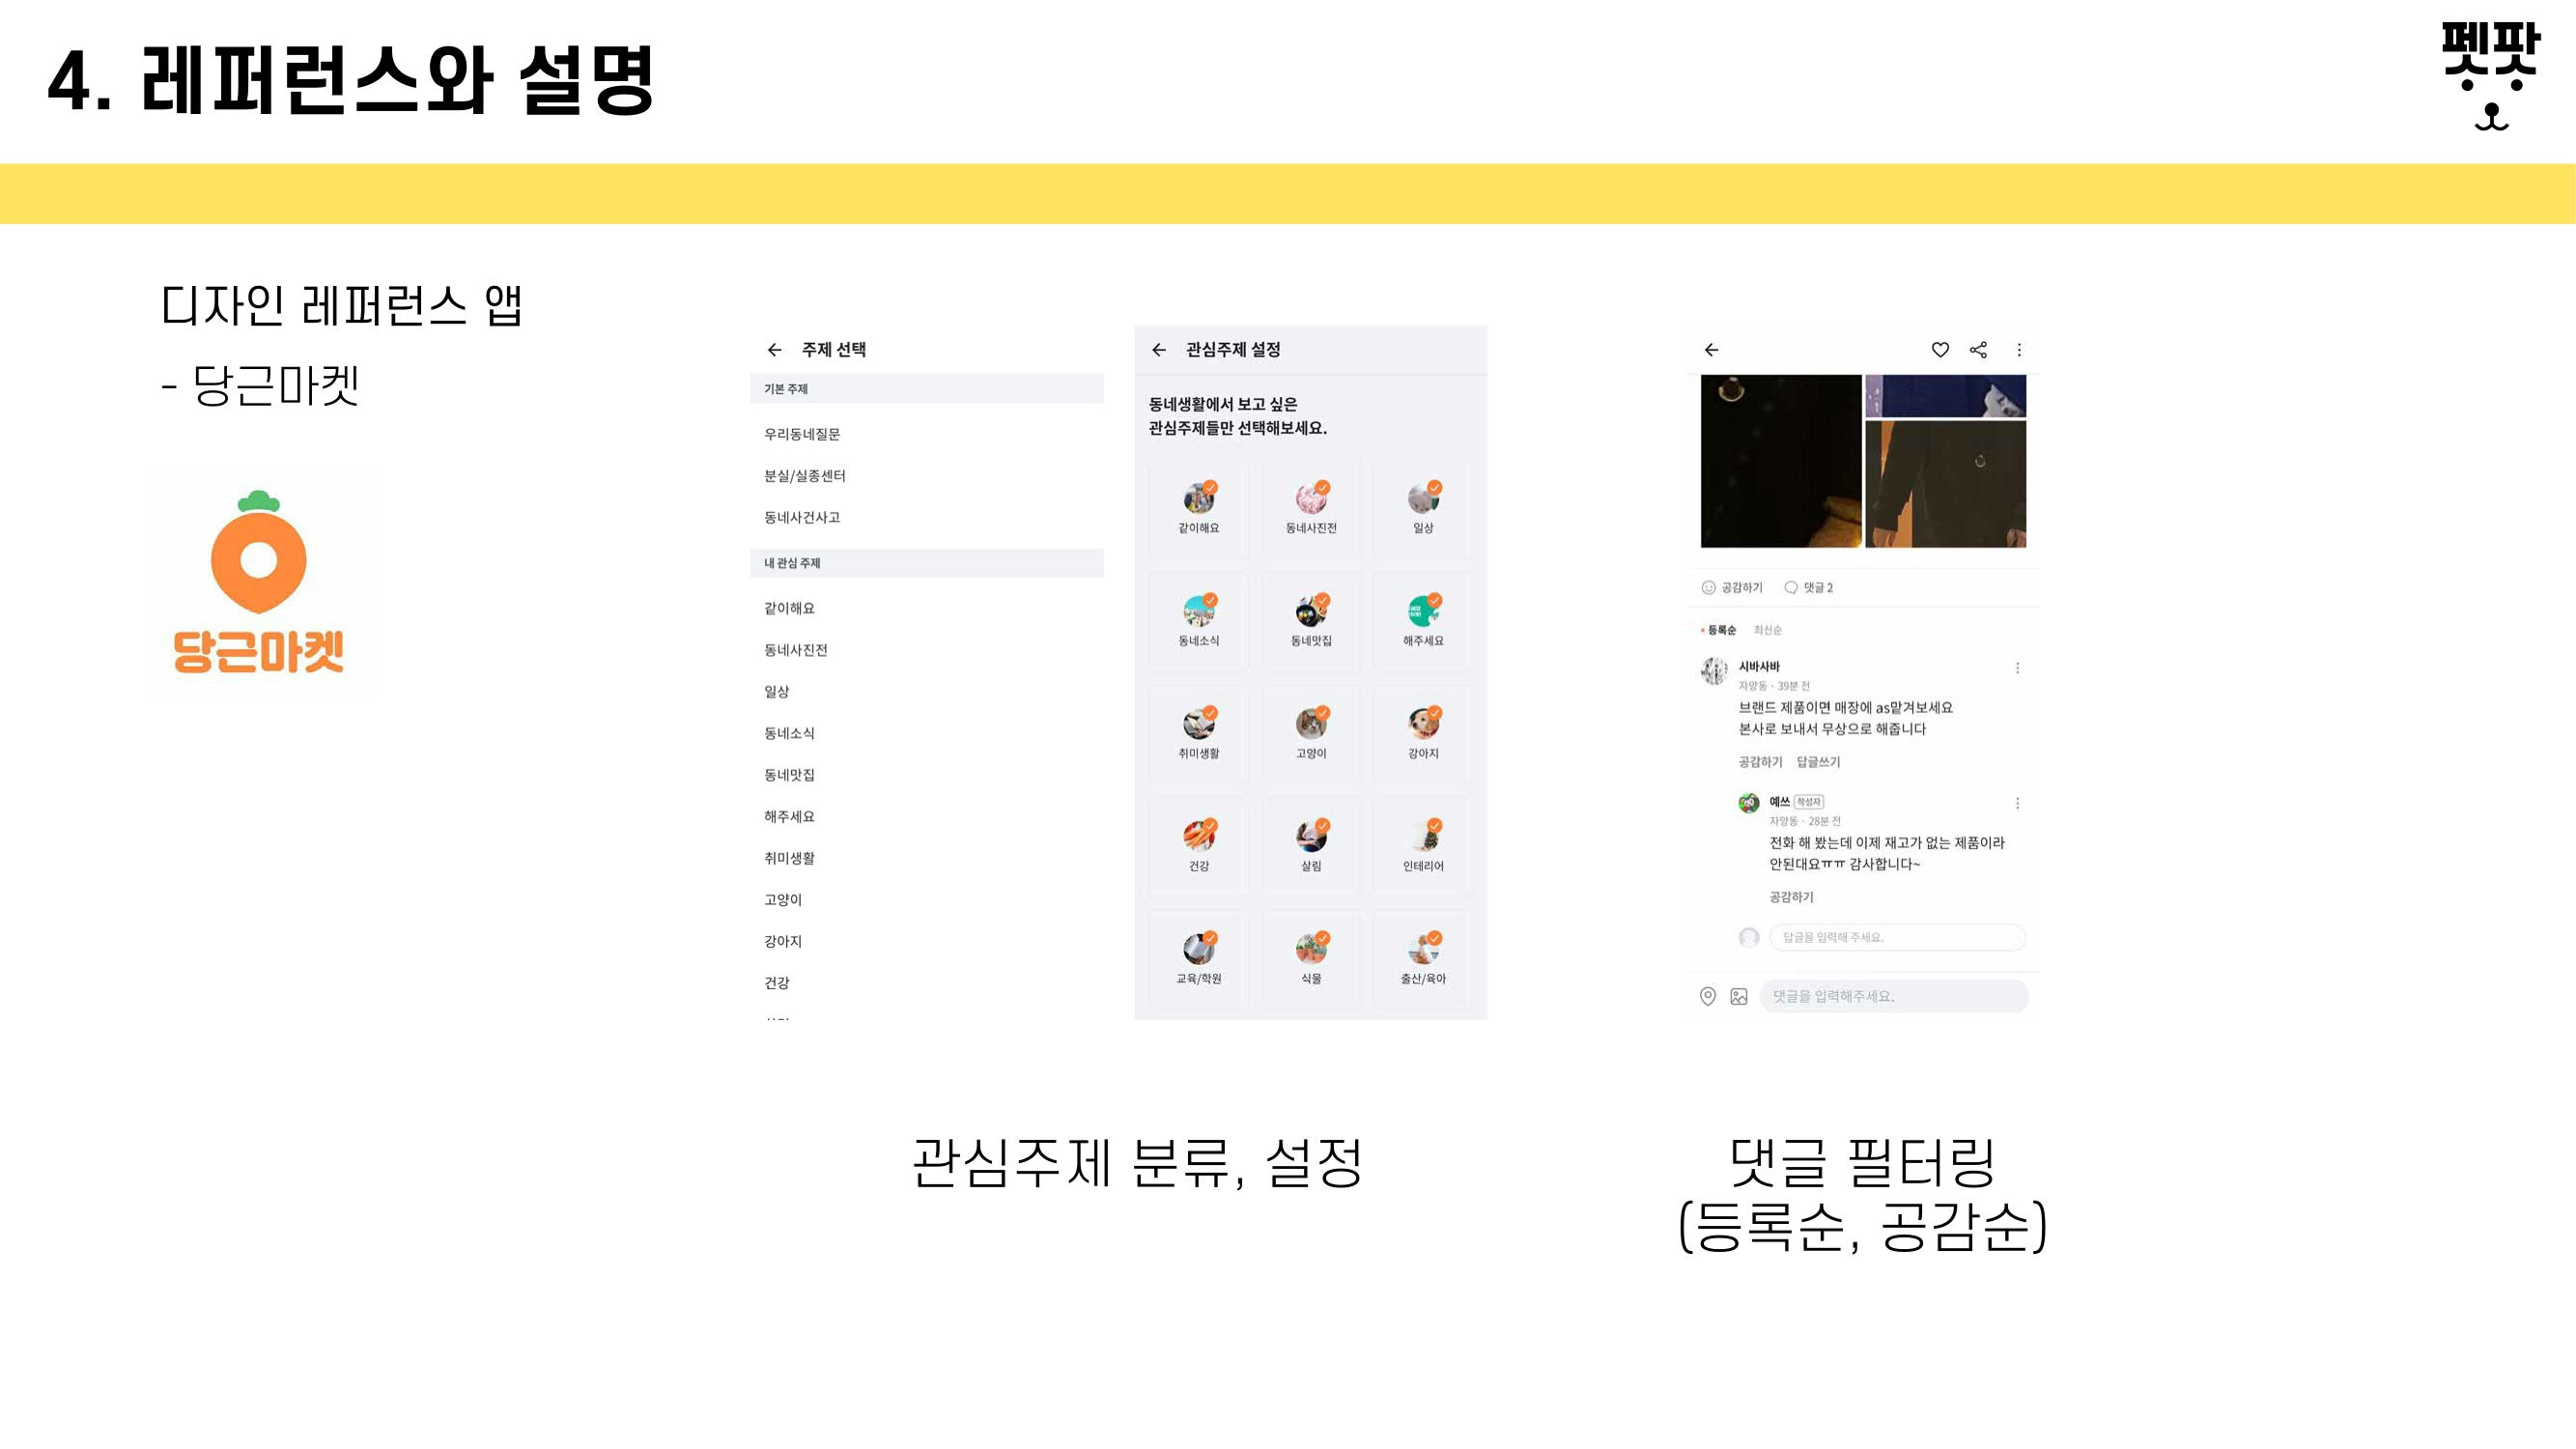 4. 레퍼런스와 설명
펫팟
디자인 레퍼런스 앱
- 당근마켓
당근마켓
주제 선택
기본 주제
우리동네질문
분실/실종센터
동네사건사고
내 관심 주제
같이해요
동네사진전
일상
동네소식
동네맛집
해주세요
취미생활
고양이
강아지
건강
관심주제 설정
동네생활에서 보고 싶은
관심주제들만 선택해보세요.
같이해요 동네사진전 일상
동네소식 동네맛집 해주세요
취미생활 고양이 강아지
건강 살림 인테리어
교육/학원 식물 출산/육아
공감하기 댓글 2
등록순 최신순
시바사바
자양동 · 39분 전
브랜드 제품이면 매장에 as맡겨보세요
본사로 보내서 무상으로 해줍니다
공감하기 답글쓰기
예쓰 작성자
자양동 · 28분 전
전화 해 봤는데 이제 재고가 없는 제품이라
안된대요ㅠㅠ 감사합니다~
공감하기
답글을 입력해 주세요.
댓글을 입력해주세요.
관심주제 분류, 설정
댓글 필터링
(등록순, 공감순)